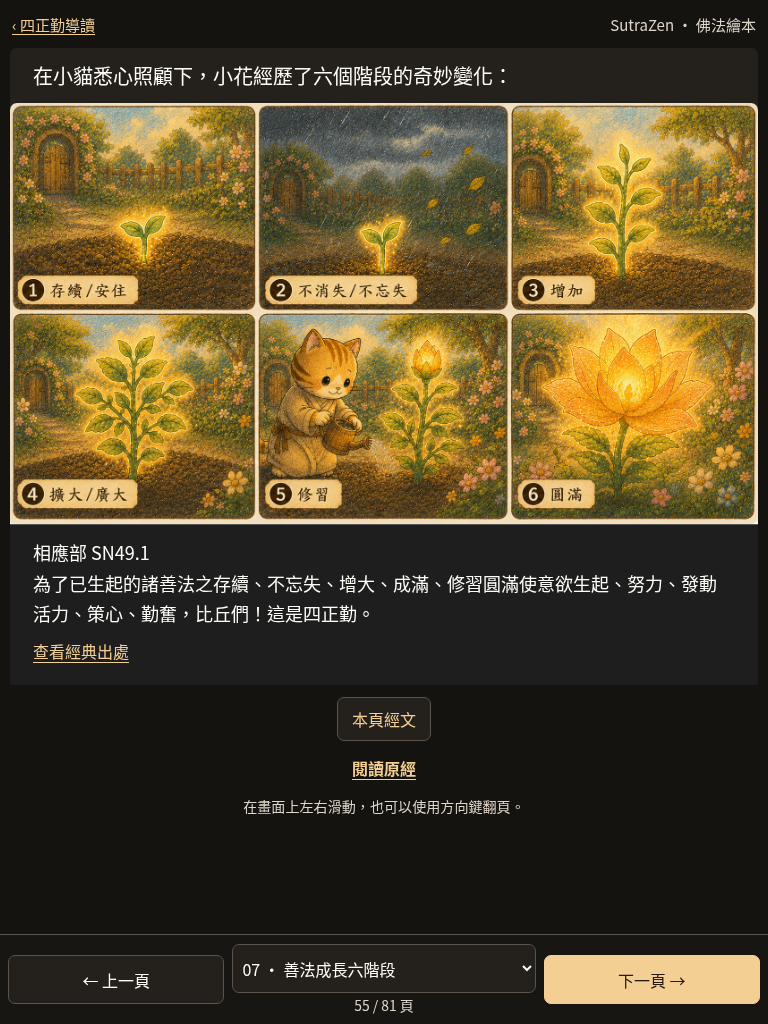 ‹ 四正勤導讀
SutraZen · 佛法繪本
在小貓悉心照顧下，小花經歷了六個階段的奇妙變化：
1 存續/安住
2 不消失/不忘失
3 增加
4 擴大/廣大
5 修習
6 圓滿
相應部 SN49.1
為了已生起的諸善法之存續、不忘失、增大、成滿、修習圓滿使意欲生起、努力、發動
活力、策心、勤奮，比丘們！這是四正勤。
查看經典出處
本頁經文
閱讀原經
在畫面上左右滑動，也可以使用方向鍵翻頁。
← 上一頁
07 · 善法成長六階段
下一頁 →
55 / 81 頁